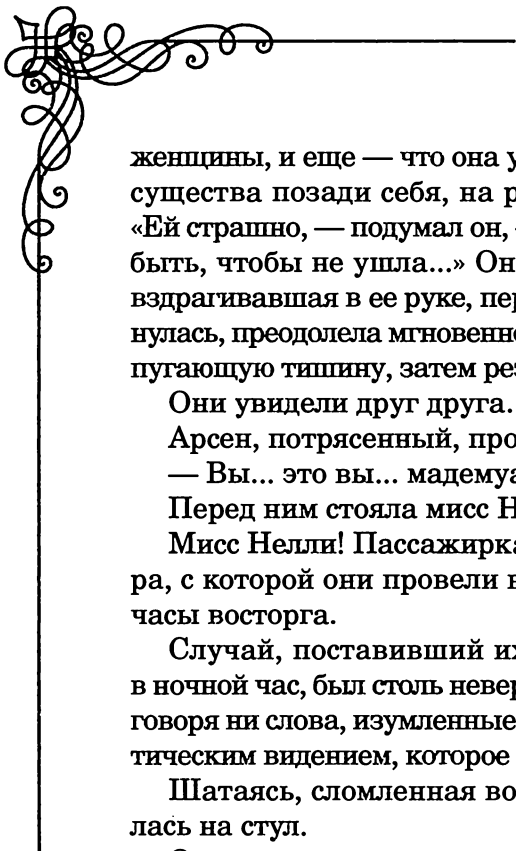 женщины, и еще — что она у
существа позади себя, на р
«Ей страшно, — подумал он,
быть, чтобы не ушла...» Он
вздрагивавшая в ее руке, пер
нулась, преодолела мгновенно
пугающую тишину, затем рез
Они увидели друг друга.
Арсен, потрясенный, про
— Вы... это вы... мадемуа
Перед ним стояла мисс Н
Мисс Нелли! Пассажирка
ра, с которой они провели в
часы восторга.
Случай, поставивший их
в ночной час, был столь невер
говоря ни слова, изумленные
тическим видением, которое
Шатаясь, сломленная во
лась на стул.